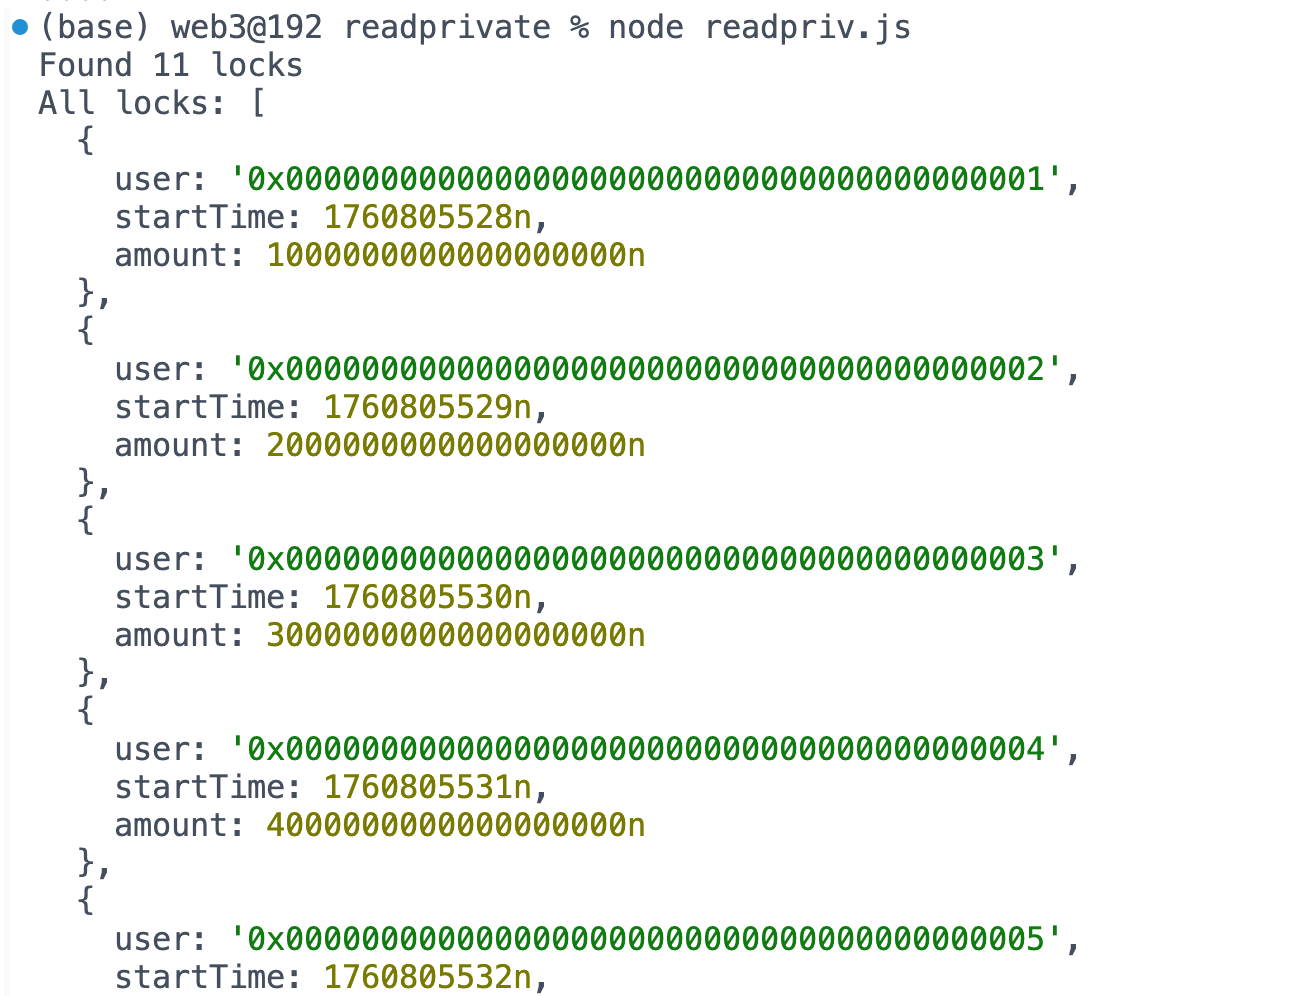 (base) web3@192 readprivate % node readpriv.js
Found 11 locks
All locks: [
  {
    user: '0x0000000000000000000000000000000000000001',
    startTime: 1760805528n,
    amount: 1000000000000000000n
  },
  {
    user: '0x0000000000000000000000000000000000000002',
    startTime: 1760805529n,
    amount: 2000000000000000000n
  },
  {
    user: '0x0000000000000000000000000000000000000003',
    startTime: 1760805530n,
    amount: 3000000000000000000n
  },
  {
    user: '0x0000000000000000000000000000000000000004',
    startTime: 1760805531n,
    amount: 4000000000000000000n
  },
  {
    user: '0x0000000000000000000000000000000000000005',
    startTime: 1760805532n,